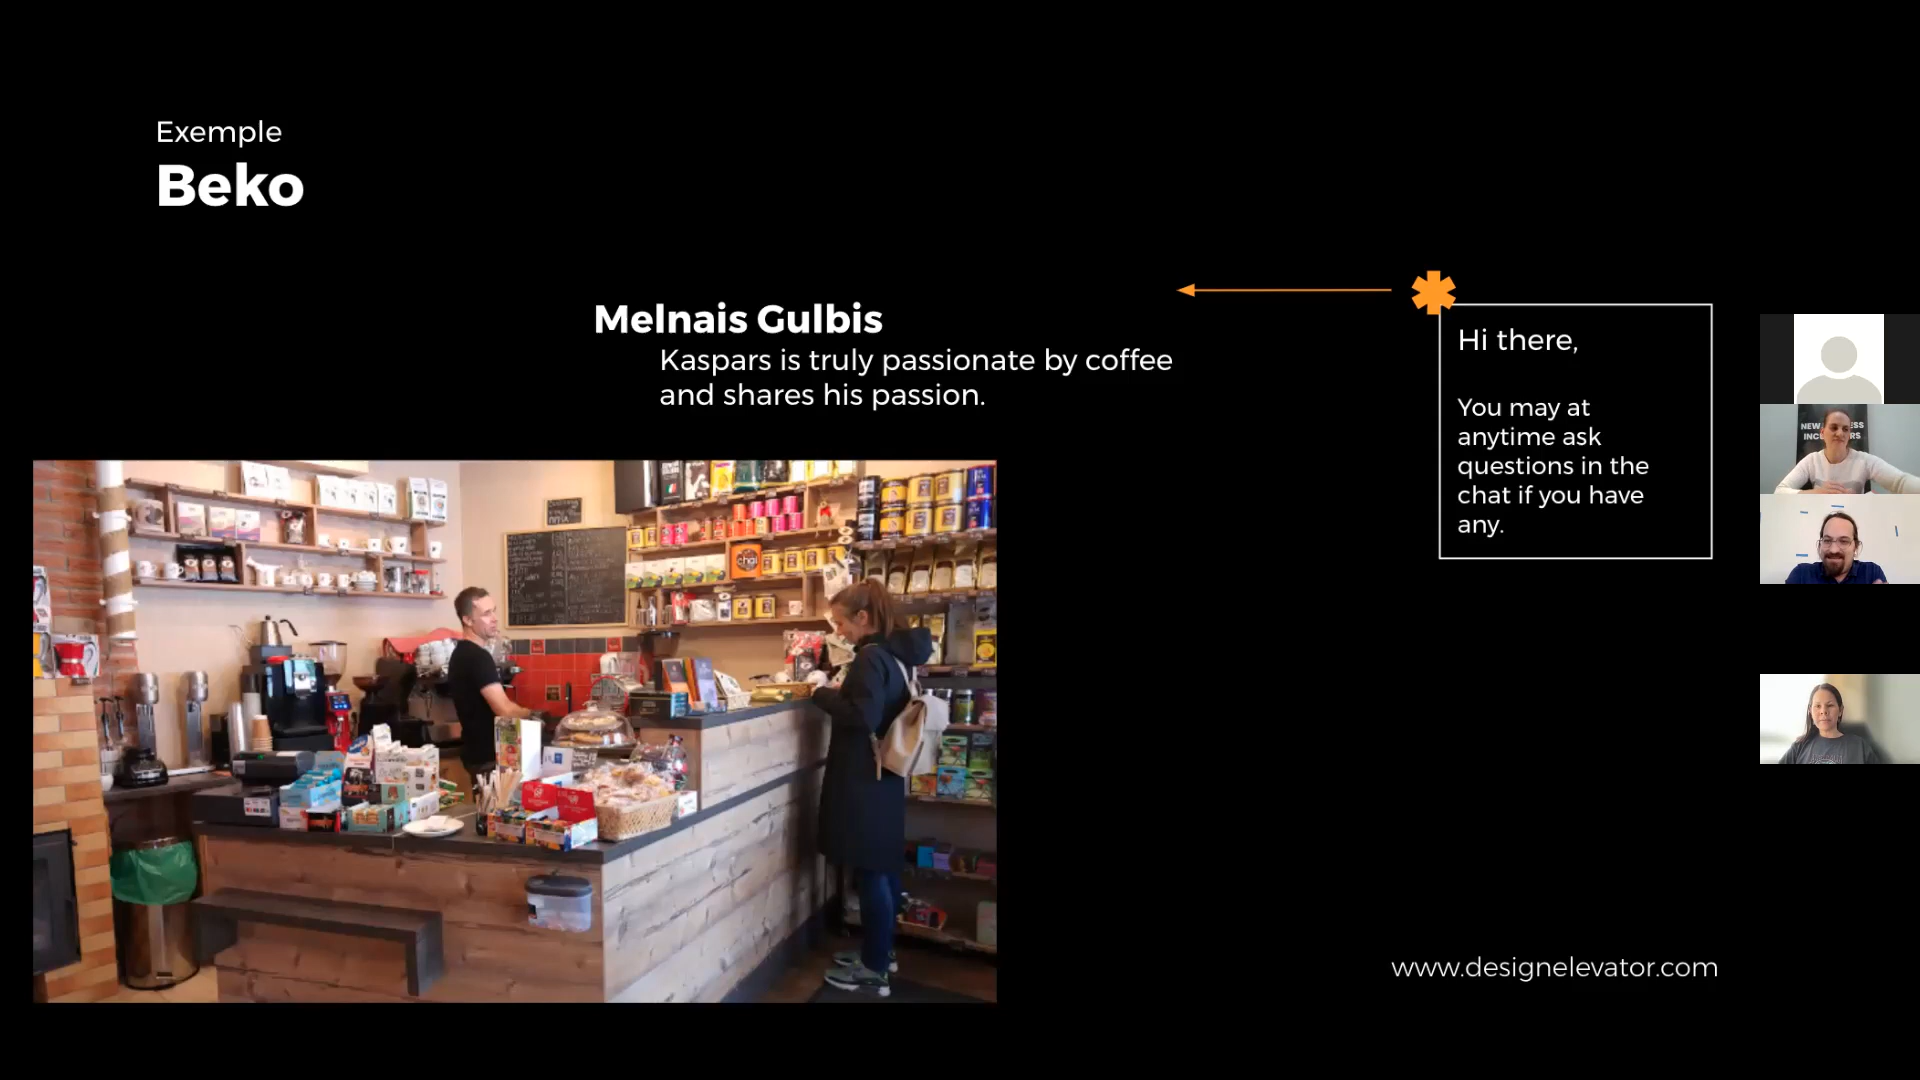 Exemple
Beko
Melnais Gulbis
Kaspars is truly passionate by coffee
and shares his passion.
Hi there,
You may at
anytime ask
questions in the
chat if you have
any.
chai
www.designelevator.com